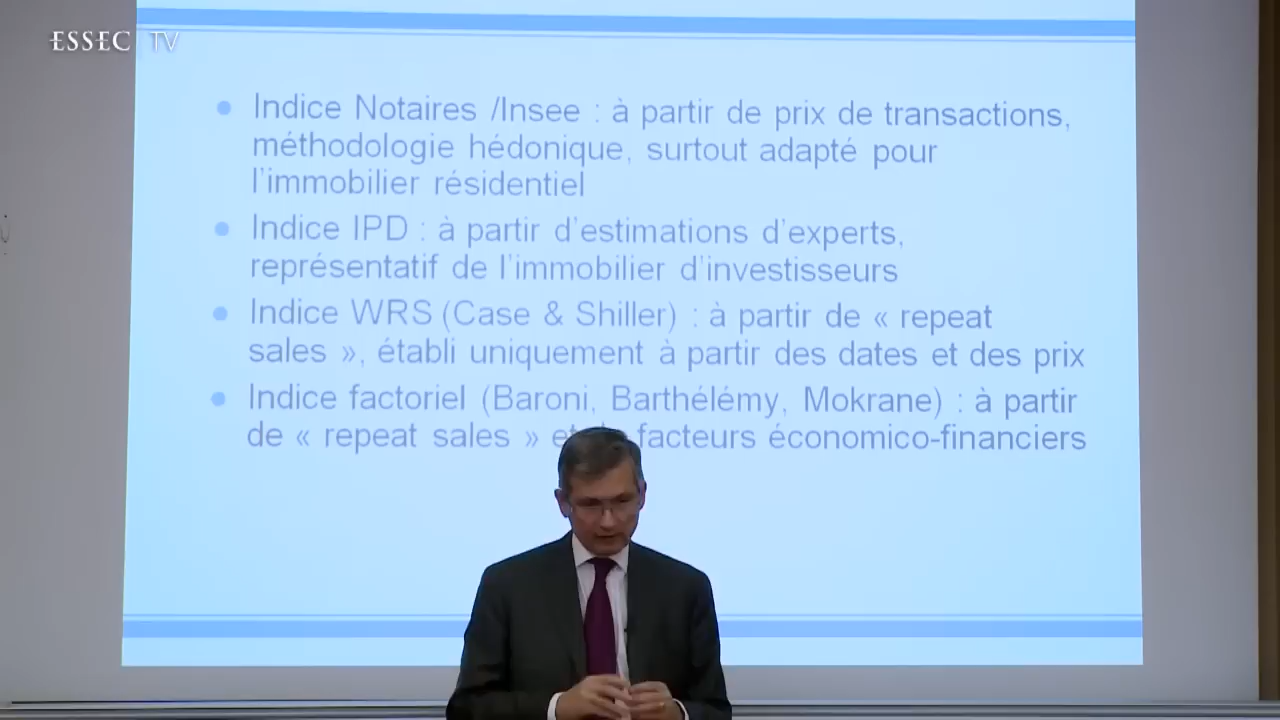 ESSEC TV
Indice Notaires /Insee : à partir de prix de transactions,
méthodologie hédonique, surtout adapté pour
l'immobilier résidentiel
Indice IPD : à partir d'estimations d'experts,
représentatif de l'immobilier d'investisseurs
Indice WRS (Case & Shiller) : à partir de « repeat
sales », établi uniquement à partir des dates et des prix
Indice factoriel (Baroni, Barthélémy, Mokrane) : à partir
de « repeat sales » et facteurs économico-financiers